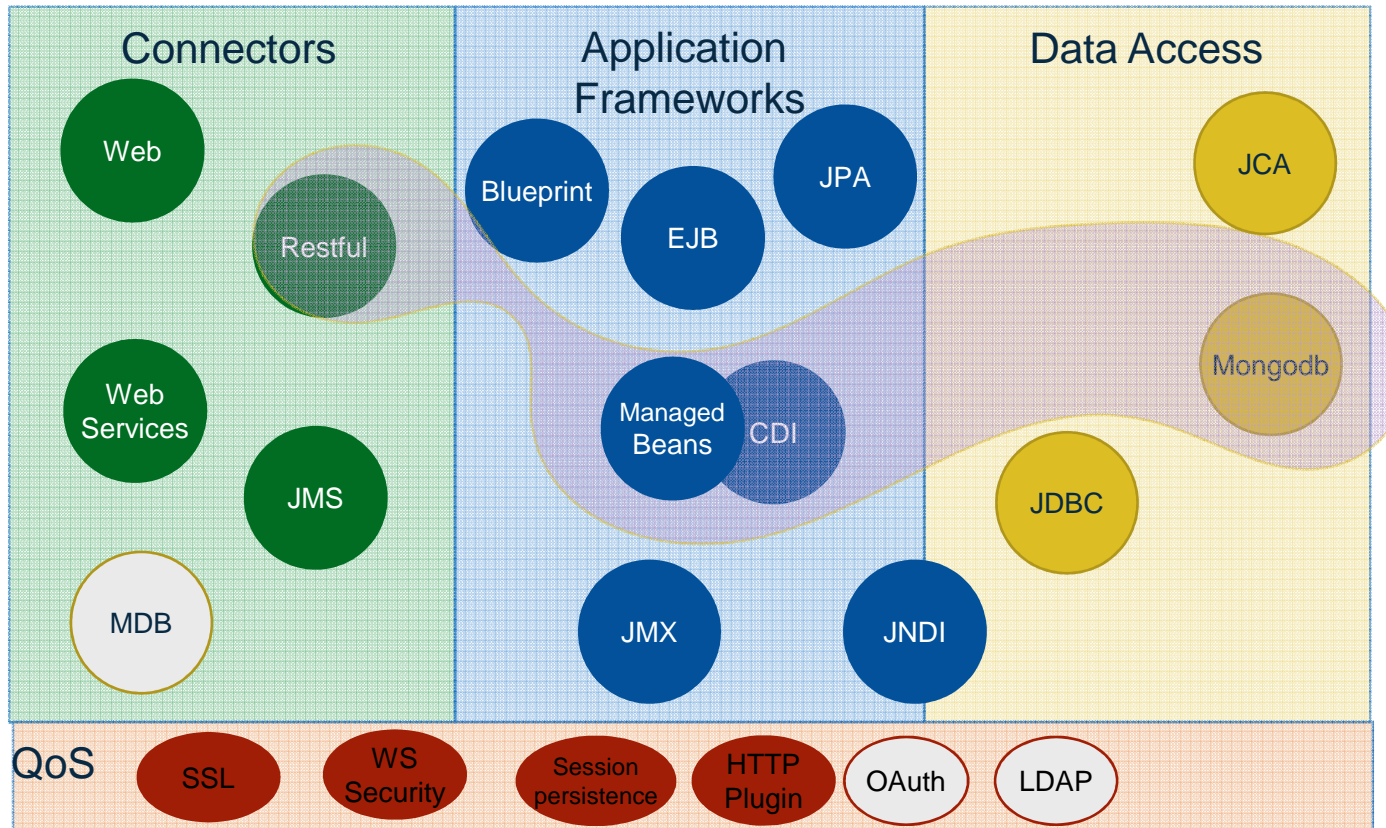 Connectors
Web
Restful
Web
Services
JMS
MDB
Application
Frameworks
Blueprint
EJB
JPA
Managed
Beans
CDI
JMX
JNDI
Data Access
JCA
Mongodb
JDBC
QoS
SSL
WS
Security
Session
persistence
HTTP
Plugin
OAuth
LDAP